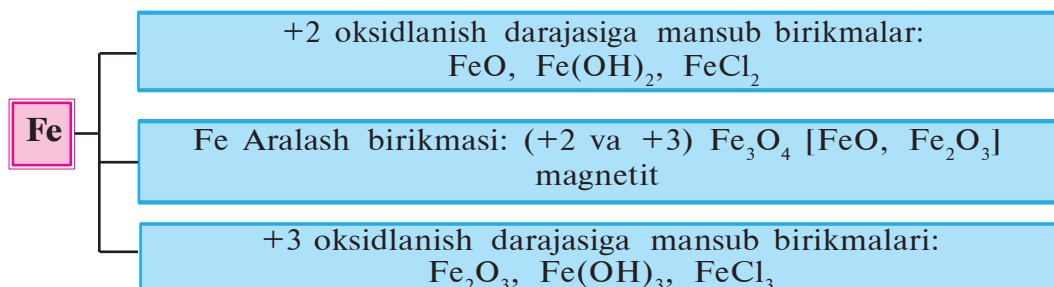 +2 oksidlanish darajasiga mansub birikmalar:
FeO, Fe(OH)₂, FeCl₂
Fe
Fe Aralash birikmasi: (+2 va +3) Fe₃O₄ [FeO, Fe₂O₃]
magnetit
+3 oksidlanish darajasiga mansub birikmalari:
Fe₂O₃, Fe(OH)₃, FeCl₃